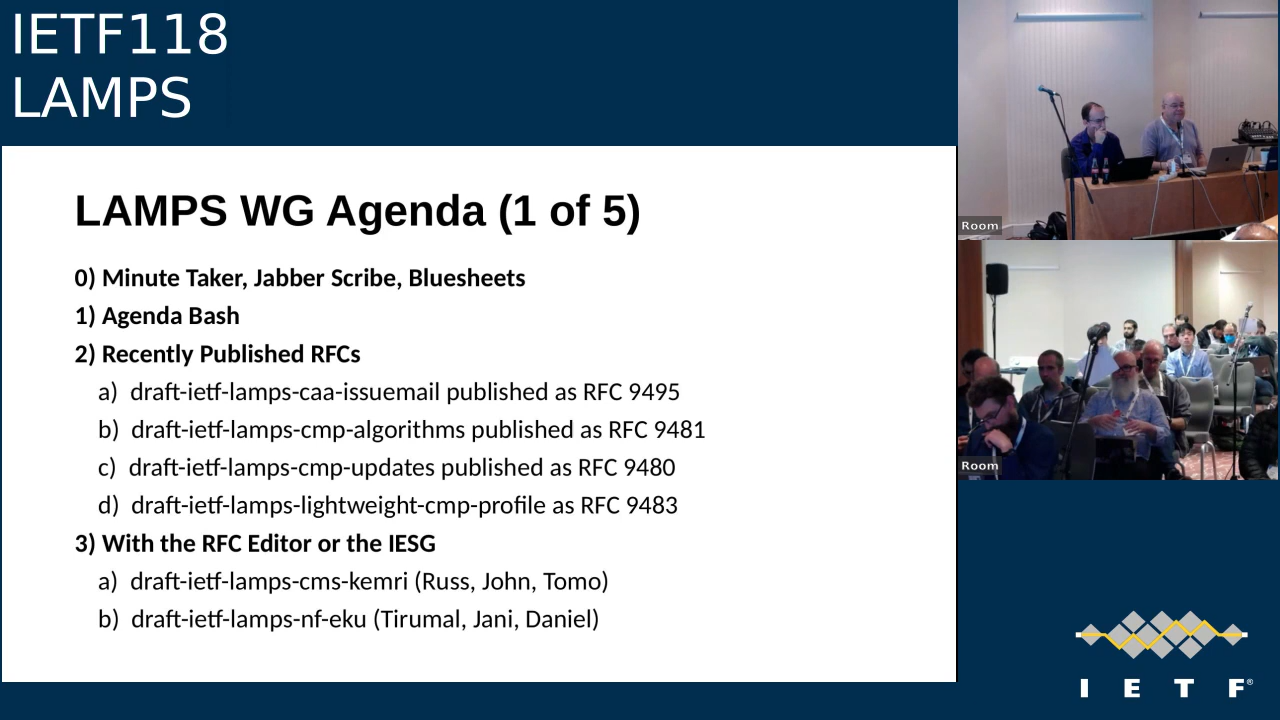 IETF118
LAMPS
LAMPS WG Agenda (1 of 5)
0) Minute Taker, Jabber Scribe, Bluesheets
1) Agenda Bash
2) Recently Published RFCs
a) draft-ietf-lamps-caa-issuemail published as RFC 9495
b) draft-ietf-lamps-cmp-algorithms published as RFC 9481
c) draft-ietf-lamps-cmp-updates published as RFC 9480
d) draft-ietf-lamps-lightweight-cmp-profile as RFC 9483
3) With the RFC Editor or the IESG
a) draft-ietf-lamps-cms-kemri (Russ, John, Tomo)
b) draft-ietf-lamps-nf-eku (Tirumal, Jani, Daniel)
Room
Room
I E T F®